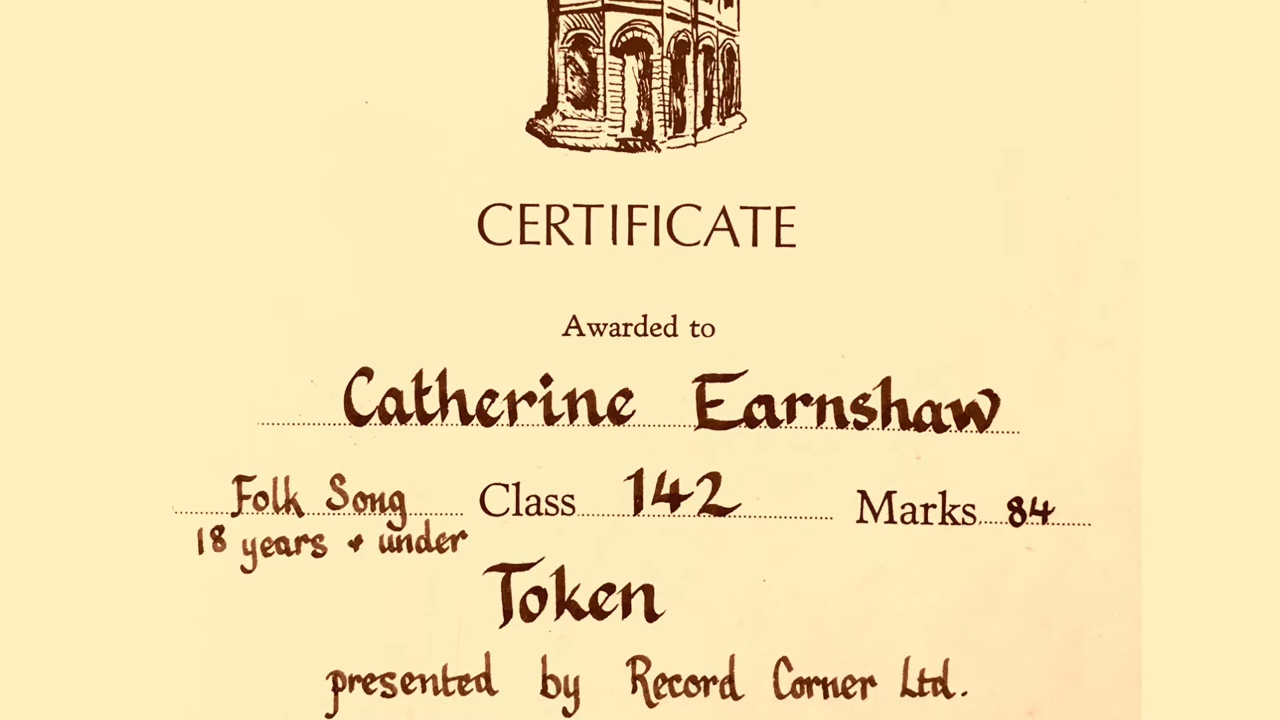 CERTIFICATE
Awarded to
Catherine Earnshaw
Folk Song Class 142 Marks 84
18 years + under
Token
presented by Record Corner Ltd.